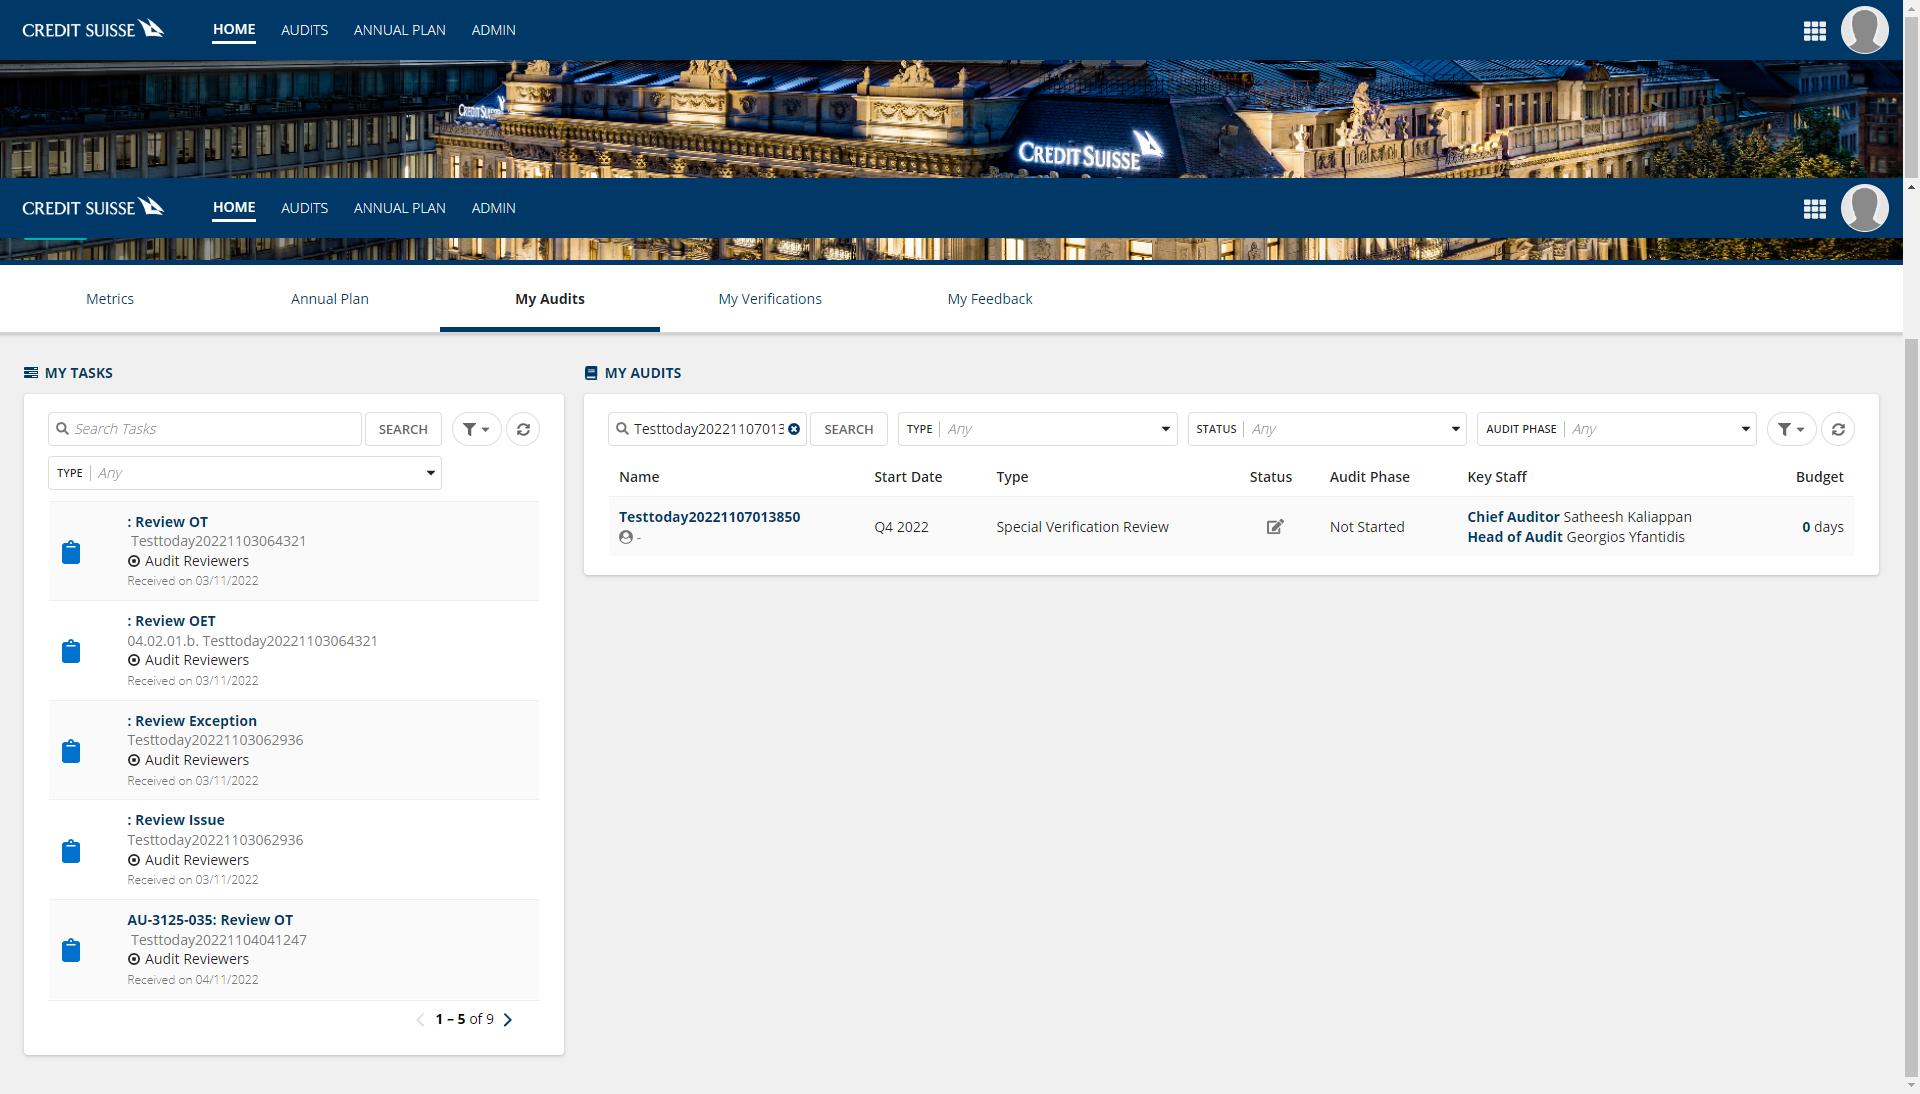 CREDIT SUISSE HOME AUDITS ANNUAL PLAN ADMIN
CREDIT SUISSE
CREDIT SUISSE
CREDIT SUISSE HOME AUDITS ANNUAL PLAN ADMIN
Metrics Annual Plan My Audits My Verifications My Feedback
MY TASKS
Search Tasks SEARCH
TYPE Any
: Review OT
Testtoday20221103064321
Audit Reviewers
Received on 03/11/2022
: Review OET
04.02.01.b. Testtoday20221103064321
Audit Reviewers
Received on 03/11/2022
: Review Exception
Testtoday20221103062936
Audit Reviewers
Received on 03/11/2022
: Review Issue
Testtoday20221103062936
Audit Reviewers
Received on 03/11/2022
AU-3125-035: Review OT
Testtoday20221104041247
Audit Reviewers
Received on 04/11/2022
1 – 5 of 9
MY AUDITS
Testtoday20221107013 SEARCH TYPE Any STATUS Any AUDIT PHASE Any
Name Start Date Type Status Audit Phase Key Staff Budget
Testtoday20221107013850 Q4 2022 Special Verification Review Not Started Chief Auditor Satheesh Kaliappan 0 days
- Head of Audit Georgios Yfantidis